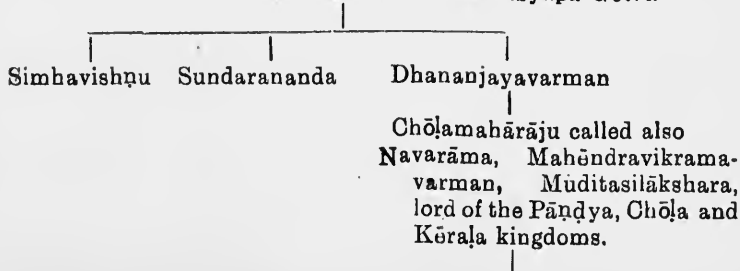 Simhavishṇu Sundarananda Dhananjayavarman
Chōḷamahārāju called also
Navarāma, Mahēndravikrama-
varman, Muditasilākshara,
lord of the Pāṇḍya, Chōḷa and
Kēraḷa kingdoms.